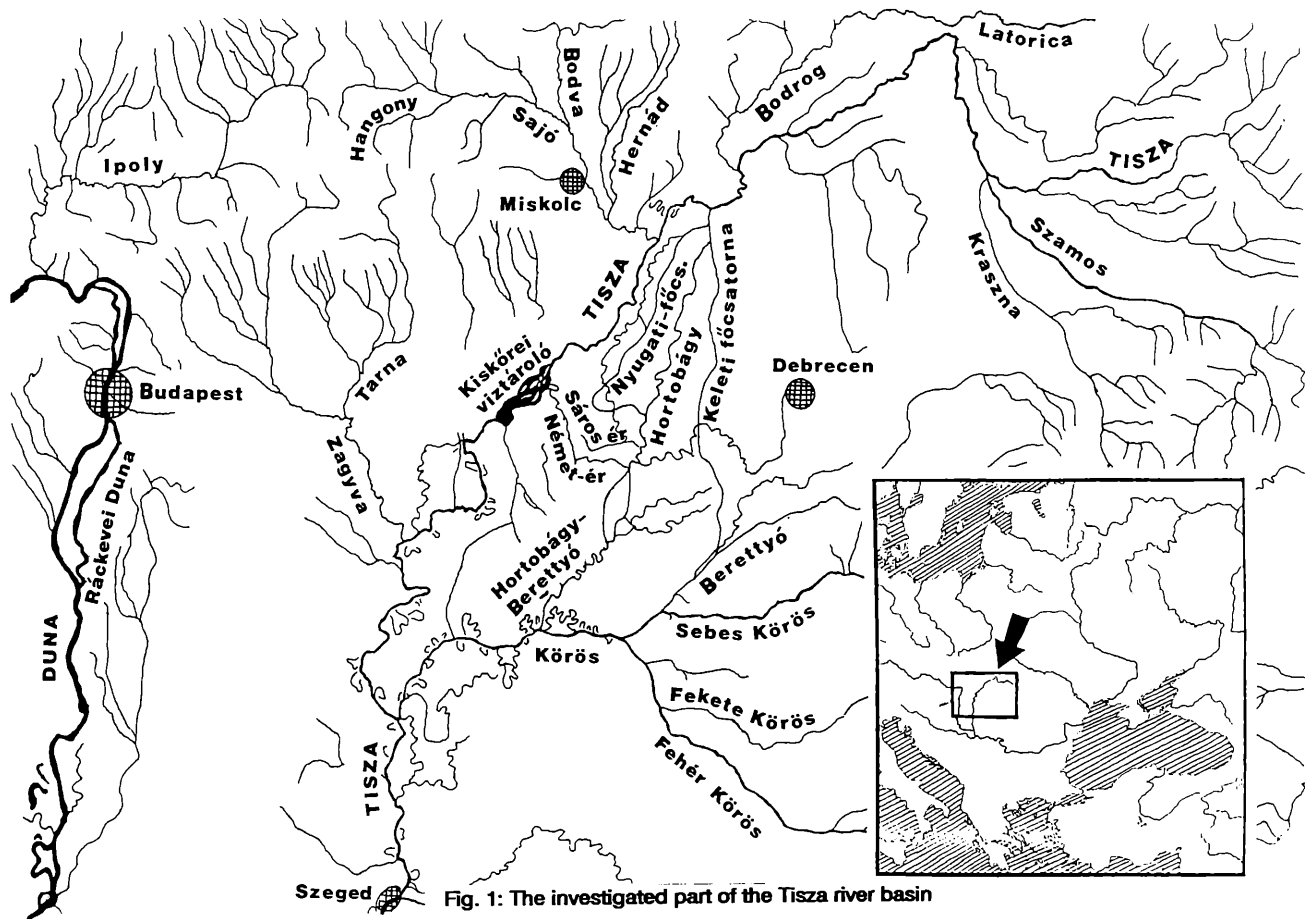 Latorica
Bodrog
Bodva
Hangony
Sajó
Hernád
Ipoly
TISZA
Miskolc
Szamos
Kraszna
TISZA
Nyugati-főcs.
Hortobágy
Keleti főcsatorna
Kiskőrei
víztároló
Debrecen
Tarna
Budapest
Sáros ér
Német-ér
Zagyva
Ráckevei Duna
Hortobágy-
Berettyó
Berettyó
Sebes Körös
DUNA
Körös
Fekete Körös
Fehér Körös
TISZA
Szeged
Fig. 1: The investigated part of the Tisza river basin